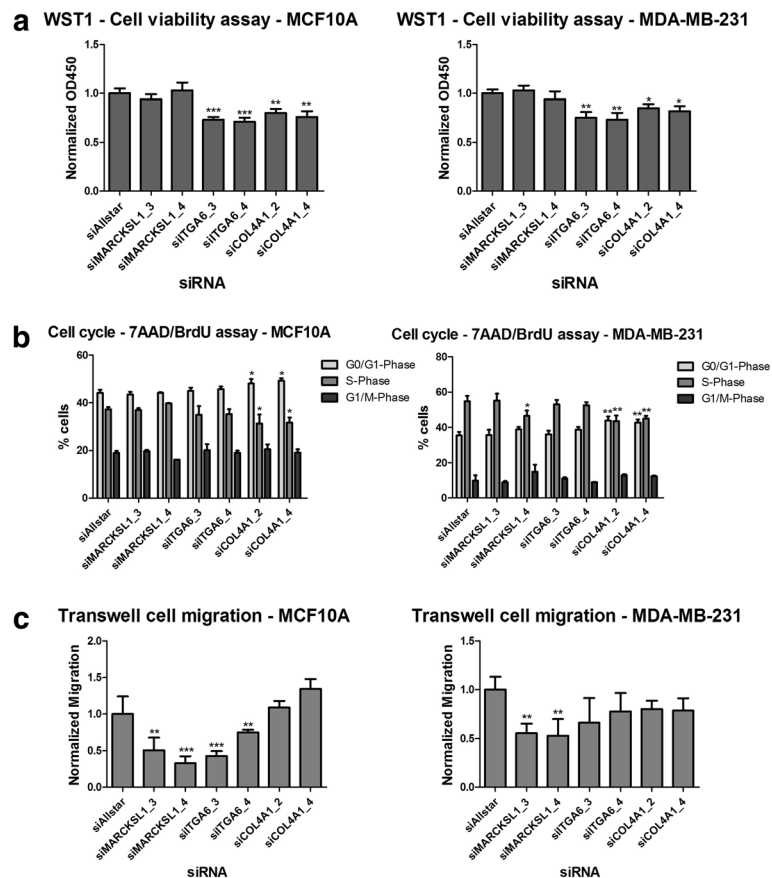 a
WST1 - Cell viability assay - MCF10A
Normalized OD450
1.5
1.0
0.5
0.0
*** *** ** **
siAllstar
siMARCKSL1_3
siMARCKSL1_4
siITGA6_3
siITGA6_4
siCOL4A1_2
siCOL4A1_4
siRNA
WST1 - Cell viability assay - MDA-MB-231
Normalized OD450
1.5
1.0
0.5
0.0
** ** * *
siAllstar
siMARCKSL1_3
siMARCKSL1_4
siITGA6_3
siITGA6_4
siCOL4A1_2
siCOL4A1_4
siRNA
b
Cell cycle - 7AAD/BrdU assay - MCF10A
% cells
60
40
20
0
* * * *
G0/G1-Phase
S-Phase
G1/M-Phase
siAllstar
siMARCKSL1_3
siMARCKSL1_4
siITGA6_3
siITGA6_4
siCOL4A1_2
siCOL4A1_4
Cell cycle - 7AAD/BrdU assay - MDA-MB-231
% cells
80
60
40
20
0
* ** ** ** **
G0/G1-Phase
S-Phase
G1/M-Phase
siAllstar
siMARCKSL1_3
siMARCKSL1_4
siITGA6_3
siITGA6_4
siCOL4A1_2
siCOL4A1_4
c
Transwell cell migration - MCF10A
Normalized Migration
2.0
1.5
1.0
0.5
0.0
** *** *** **
siAllstar
siMARCKSL1_3
siMARCKSL1_4
siITGA6_3
siITGA6_4
siCOL4A1_2
siCOL4A1_4
siRNA
Transwell cell migration - MDA-MB-231
Normalized Migration
1.5
1.0
0.5
0.0
** **
siAllstar
siMARCKSL1_3
siMARCKSL1_4
siITGA6_3
siITGA6_4
siCOL4A1_2
siCOL4A1_4
siRNA